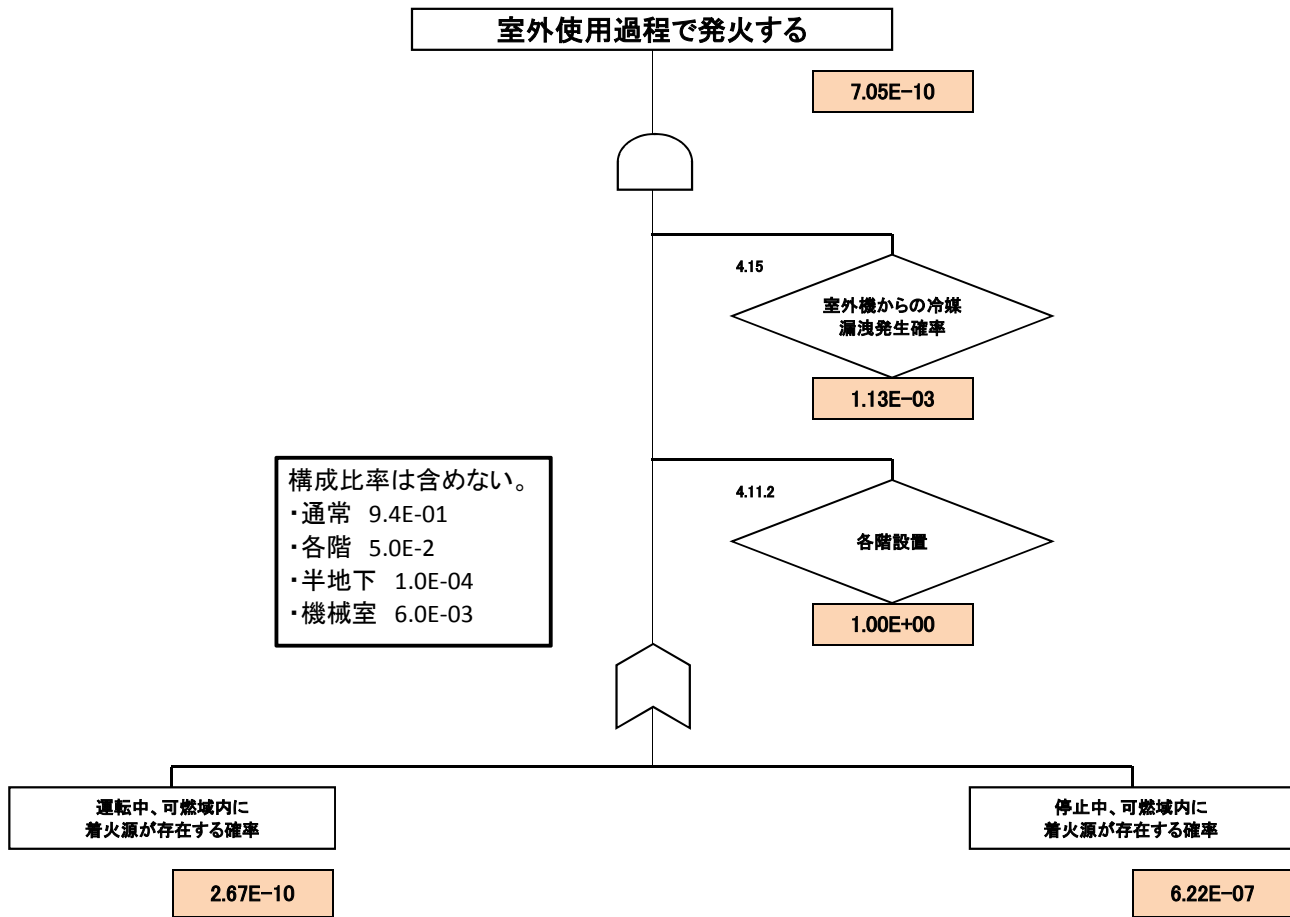 室外使用過程で発火する
7.05E-10
4.15
室外機からの冷媒
漏洩発生確率
1.13E-03
構成比率は含めない。
・通常 9.4E-01
・各階 5.0E-2
・半地下 1.0E-04
・機械室 6.0E-03
4.11.2
各階設置
1.00E+00
運転中、可燃域内に
着火源が存在する確率
2.67E-10
停止中、可燃域内に
着火源が存在する確率
6.22E-07